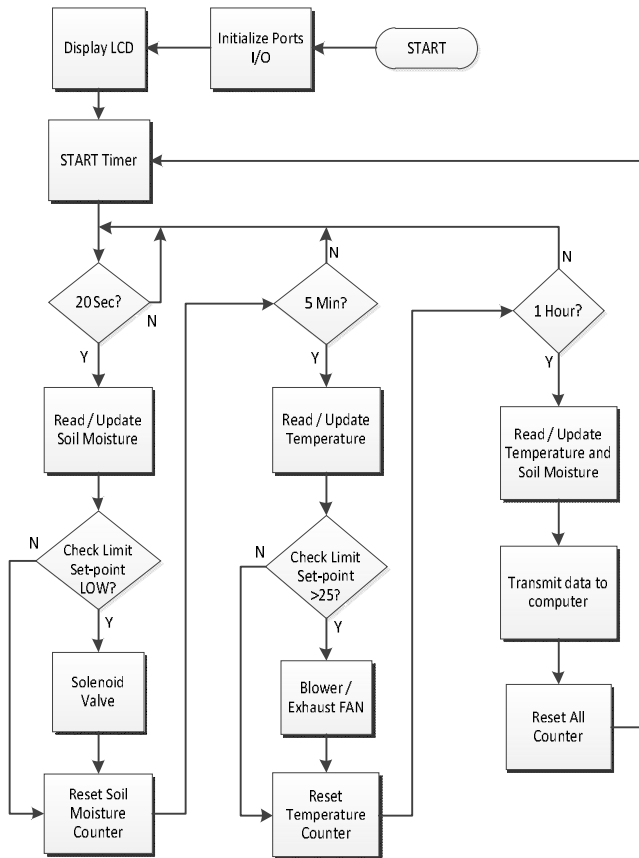 START
Initialize Ports
I/O
Display LCD
START Timer
20 Sec?
N
Y
Read / Update
Soil Moisture
Check Limit
Set-point
LOW?
N
Y
Solenoid
Valve
Reset Soil
Moisture
Counter
5 Min?
N
Y
Read / Update
Temperature
Check Limit
Set-point
>25?
N
Y
Blower /
Exhaust FAN
Reset
Temperature
Counter
1 Hour?
N
Y
Read / Update
Temperature and
Soil Moisture
Transmit data to
computer
Reset All
Counter